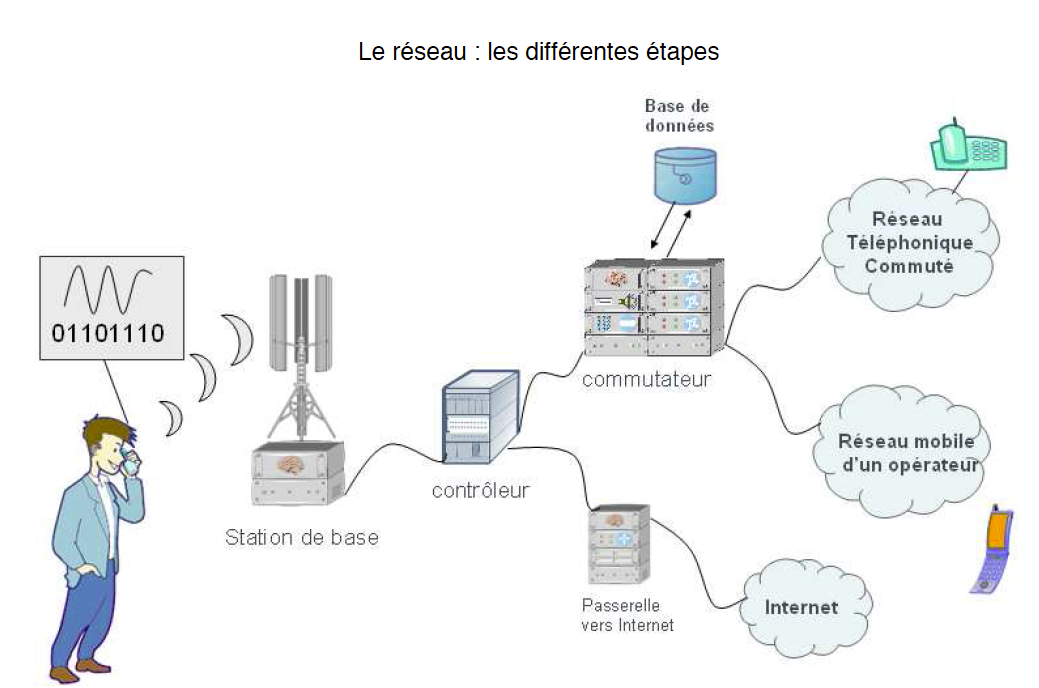 Le réseau : les différentes étapes
Base de
données
Réseau
Téléphonique
Commuté
01101110
commutateur
Réseau mobile
d'un opérateur
contrôleur
Station de base
Passerelle
vers Internet
Internet